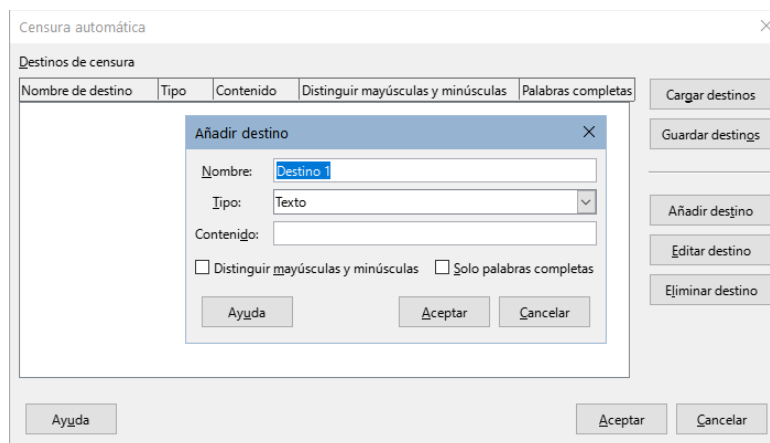 Censura automática
Destinos de censura
Nombre de destino Tipo Contenido Distinguir mayúsculas y minúsculas Palabras completas
Cargar destinos
Guardar destinos
Añadir destino
Editar destino
Eliminar destino
Añadir destino
Nombre: Destino 1
Tipo: Texto
Contenido:
Distinguir mayúsculas y minúsculas Solo palabras completas
Ayuda Aceptar Cancelar
Ayuda Aceptar Cancelar